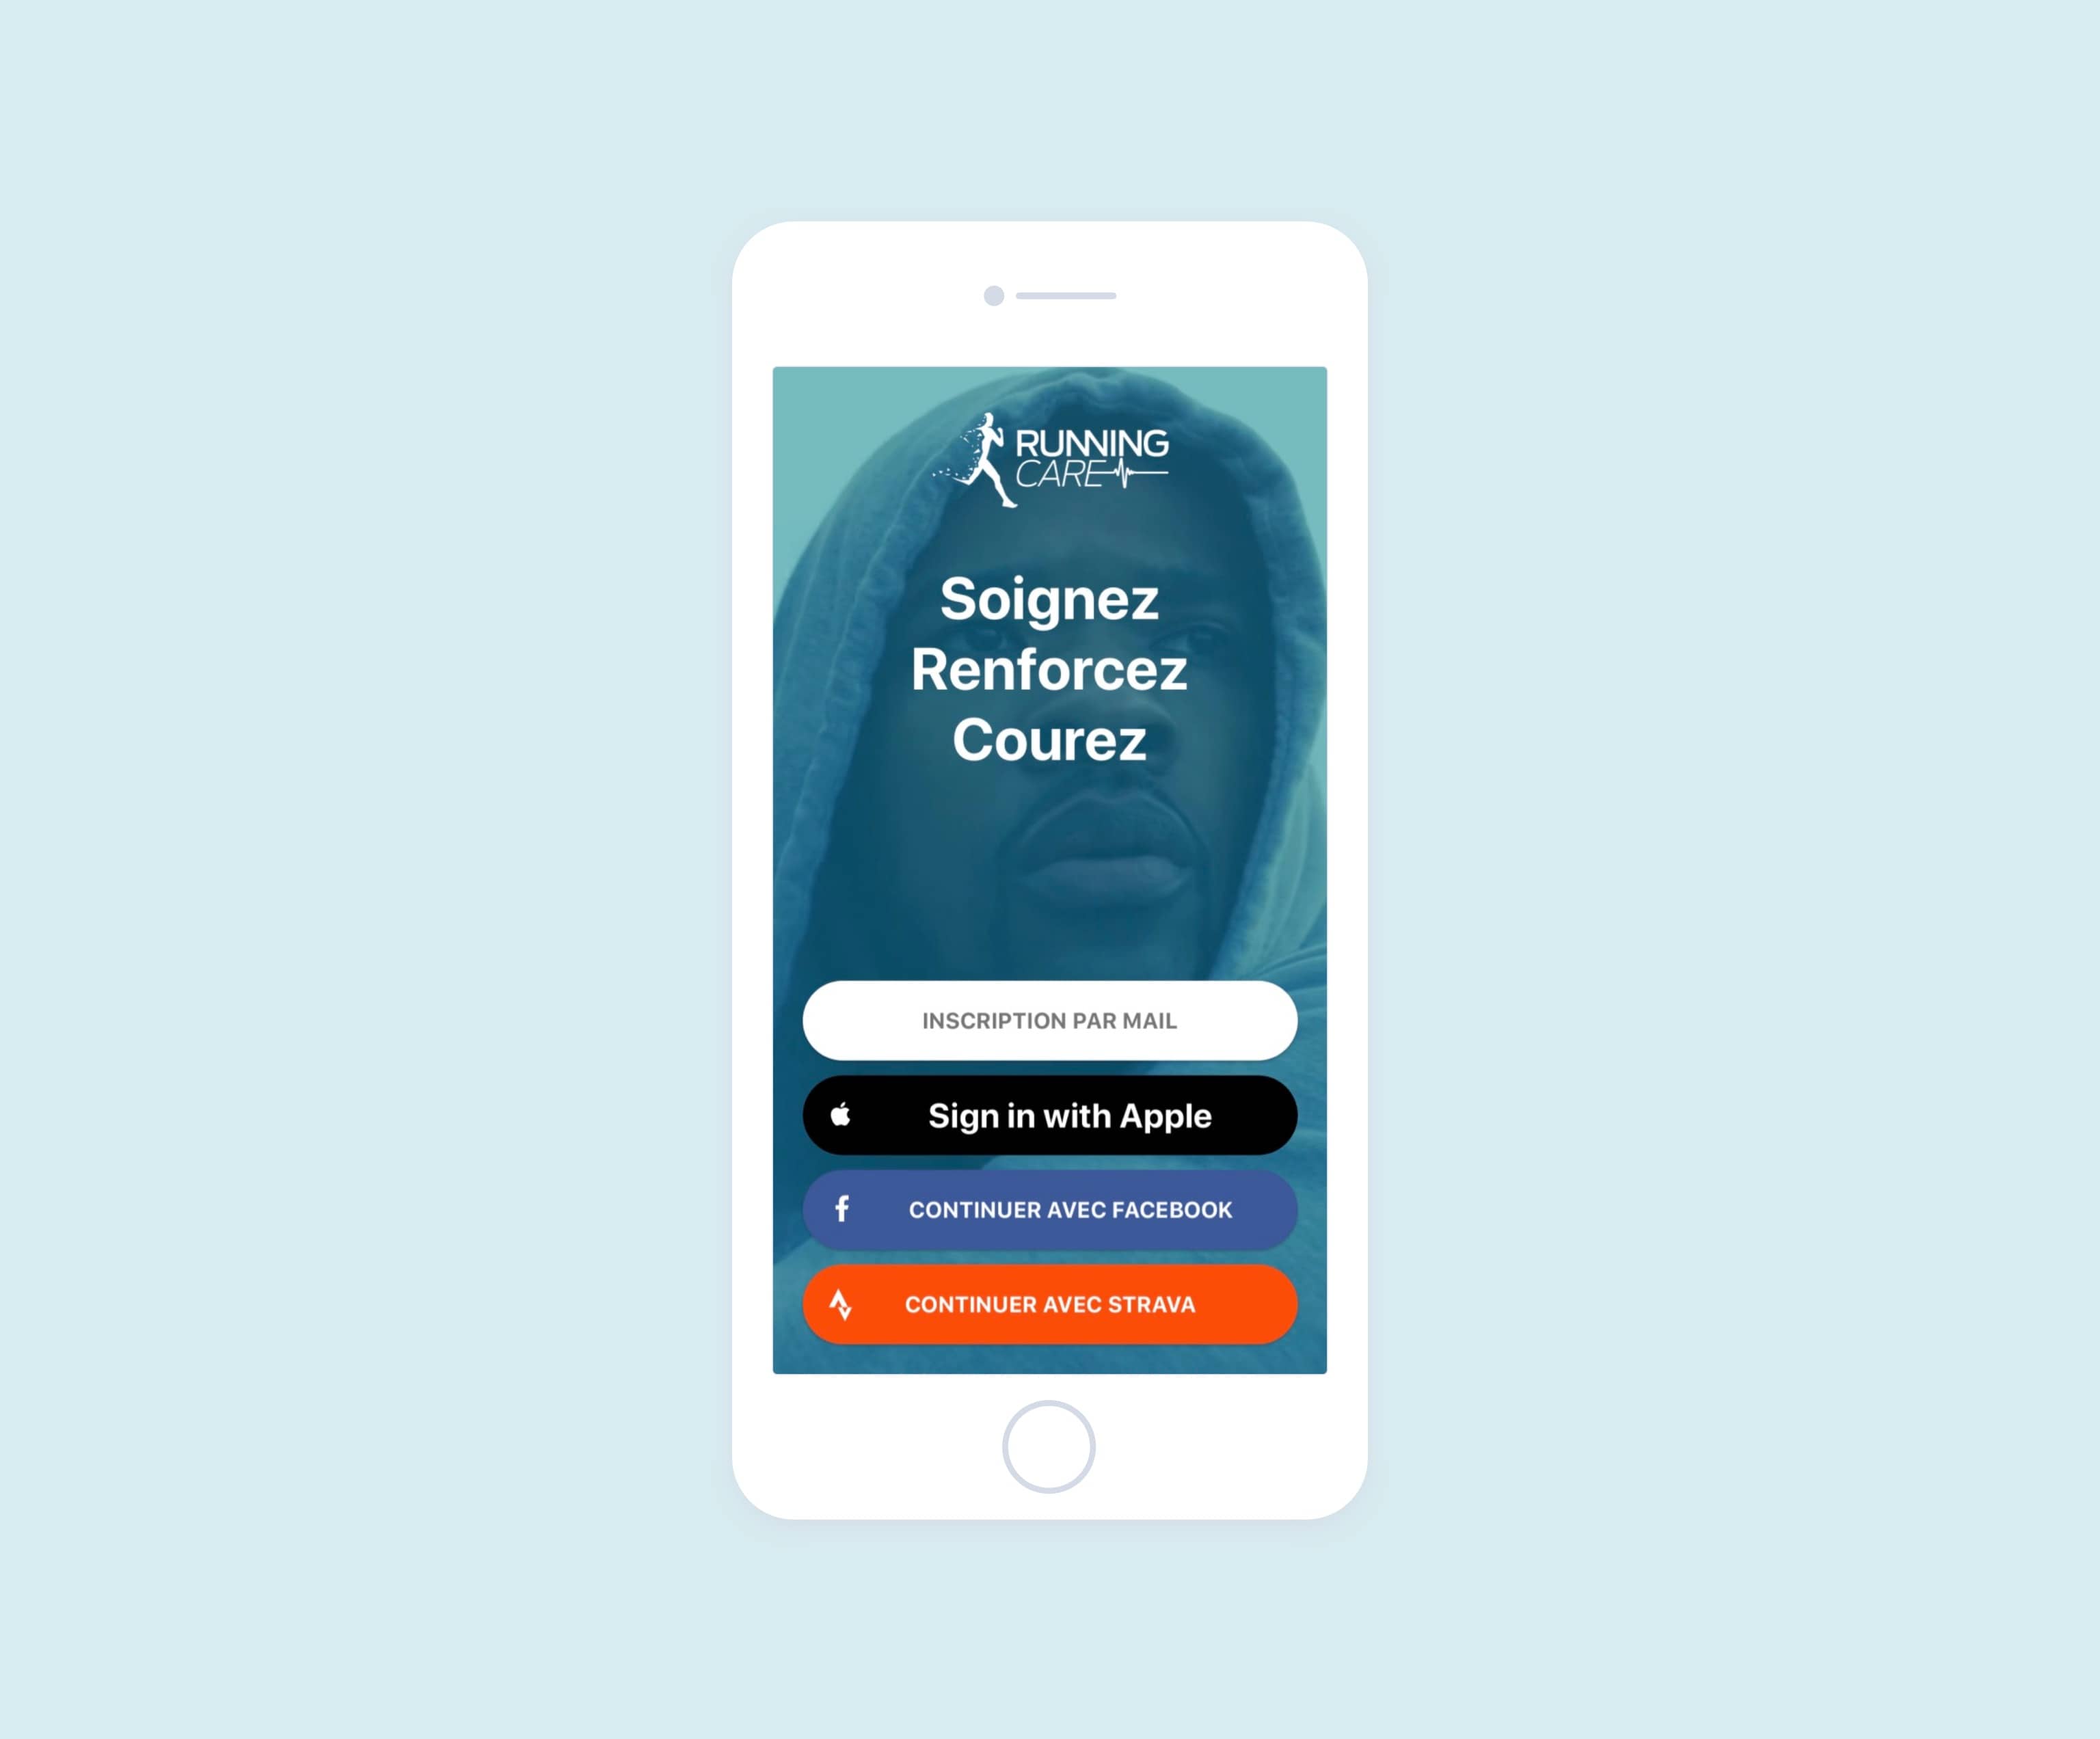 RUNNING
CARE
Soignez
Renforcez
Courez
INSCRIPTION PAR MAIL
Sign in with Apple
CONTINUER AVEC FACEBOOK
CONTINUER AVEC STRAVA